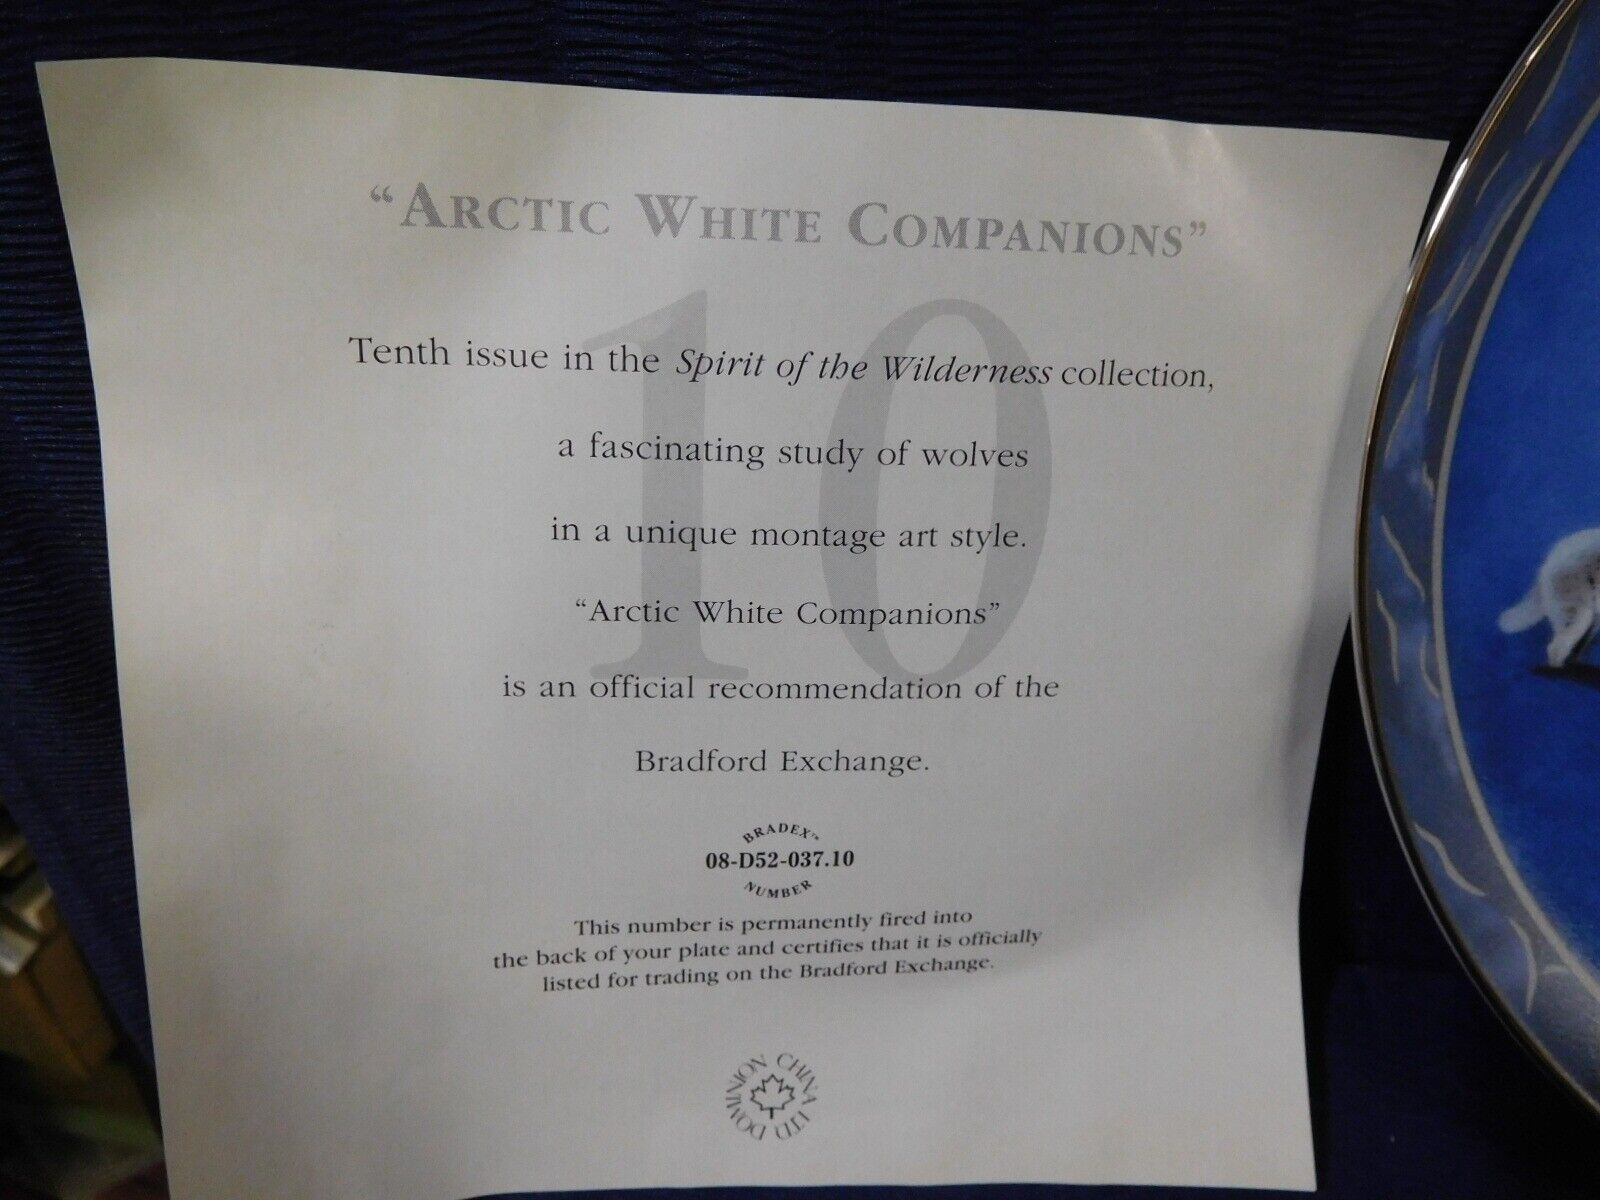 “ARCTIC WHITE COMPANIONS”
10
Tenth issue in the Spirit of the Wilderness collection,
a fascinating study of wolves
in a unique montage art style.
“Arctic White Companions”
is an official recommendation of the
Bradford Exchange.
BRADEX™
08-D52-037.10
NUMBER
This number is permanently fired into
the back of your plate and certifies that it is officially
listed for trading on the Bradford Exchange.
DOMINION CHINA LTD